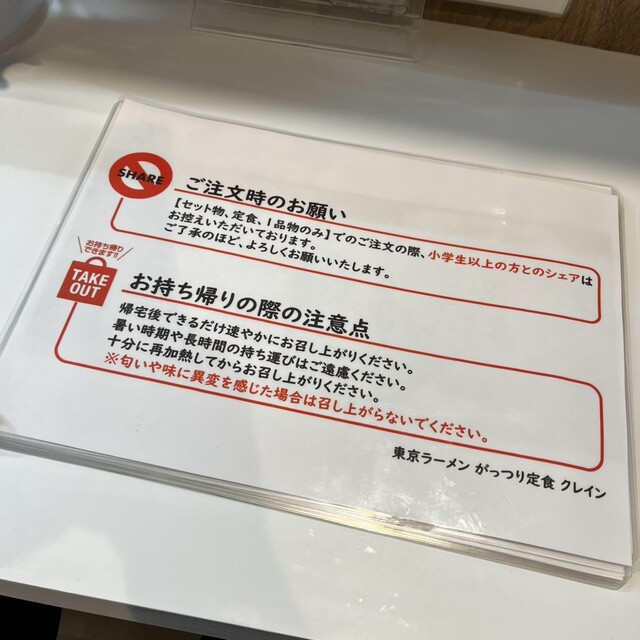 SHARE
ご注文時のお願い
【セット物、定食、1品物のみ】でのご注文の際、小学生以上の方とのシェアは
お控えいただいております。
ご了承のほど、よろしくお願いいたします。
お持ち帰り
できます!!
TAKE
OUT
お持ち帰りの際の注意点
帰宅後できるだけ速やかにお召し上がりください。
暑い時期や長時間の持ち運びはご遠慮ください。
十分に再加熱してからお召し上がりください。
※匂いや味に異変を感じた場合は召し上がらないでください。
東京ラーメン がっつり定食 クレイン